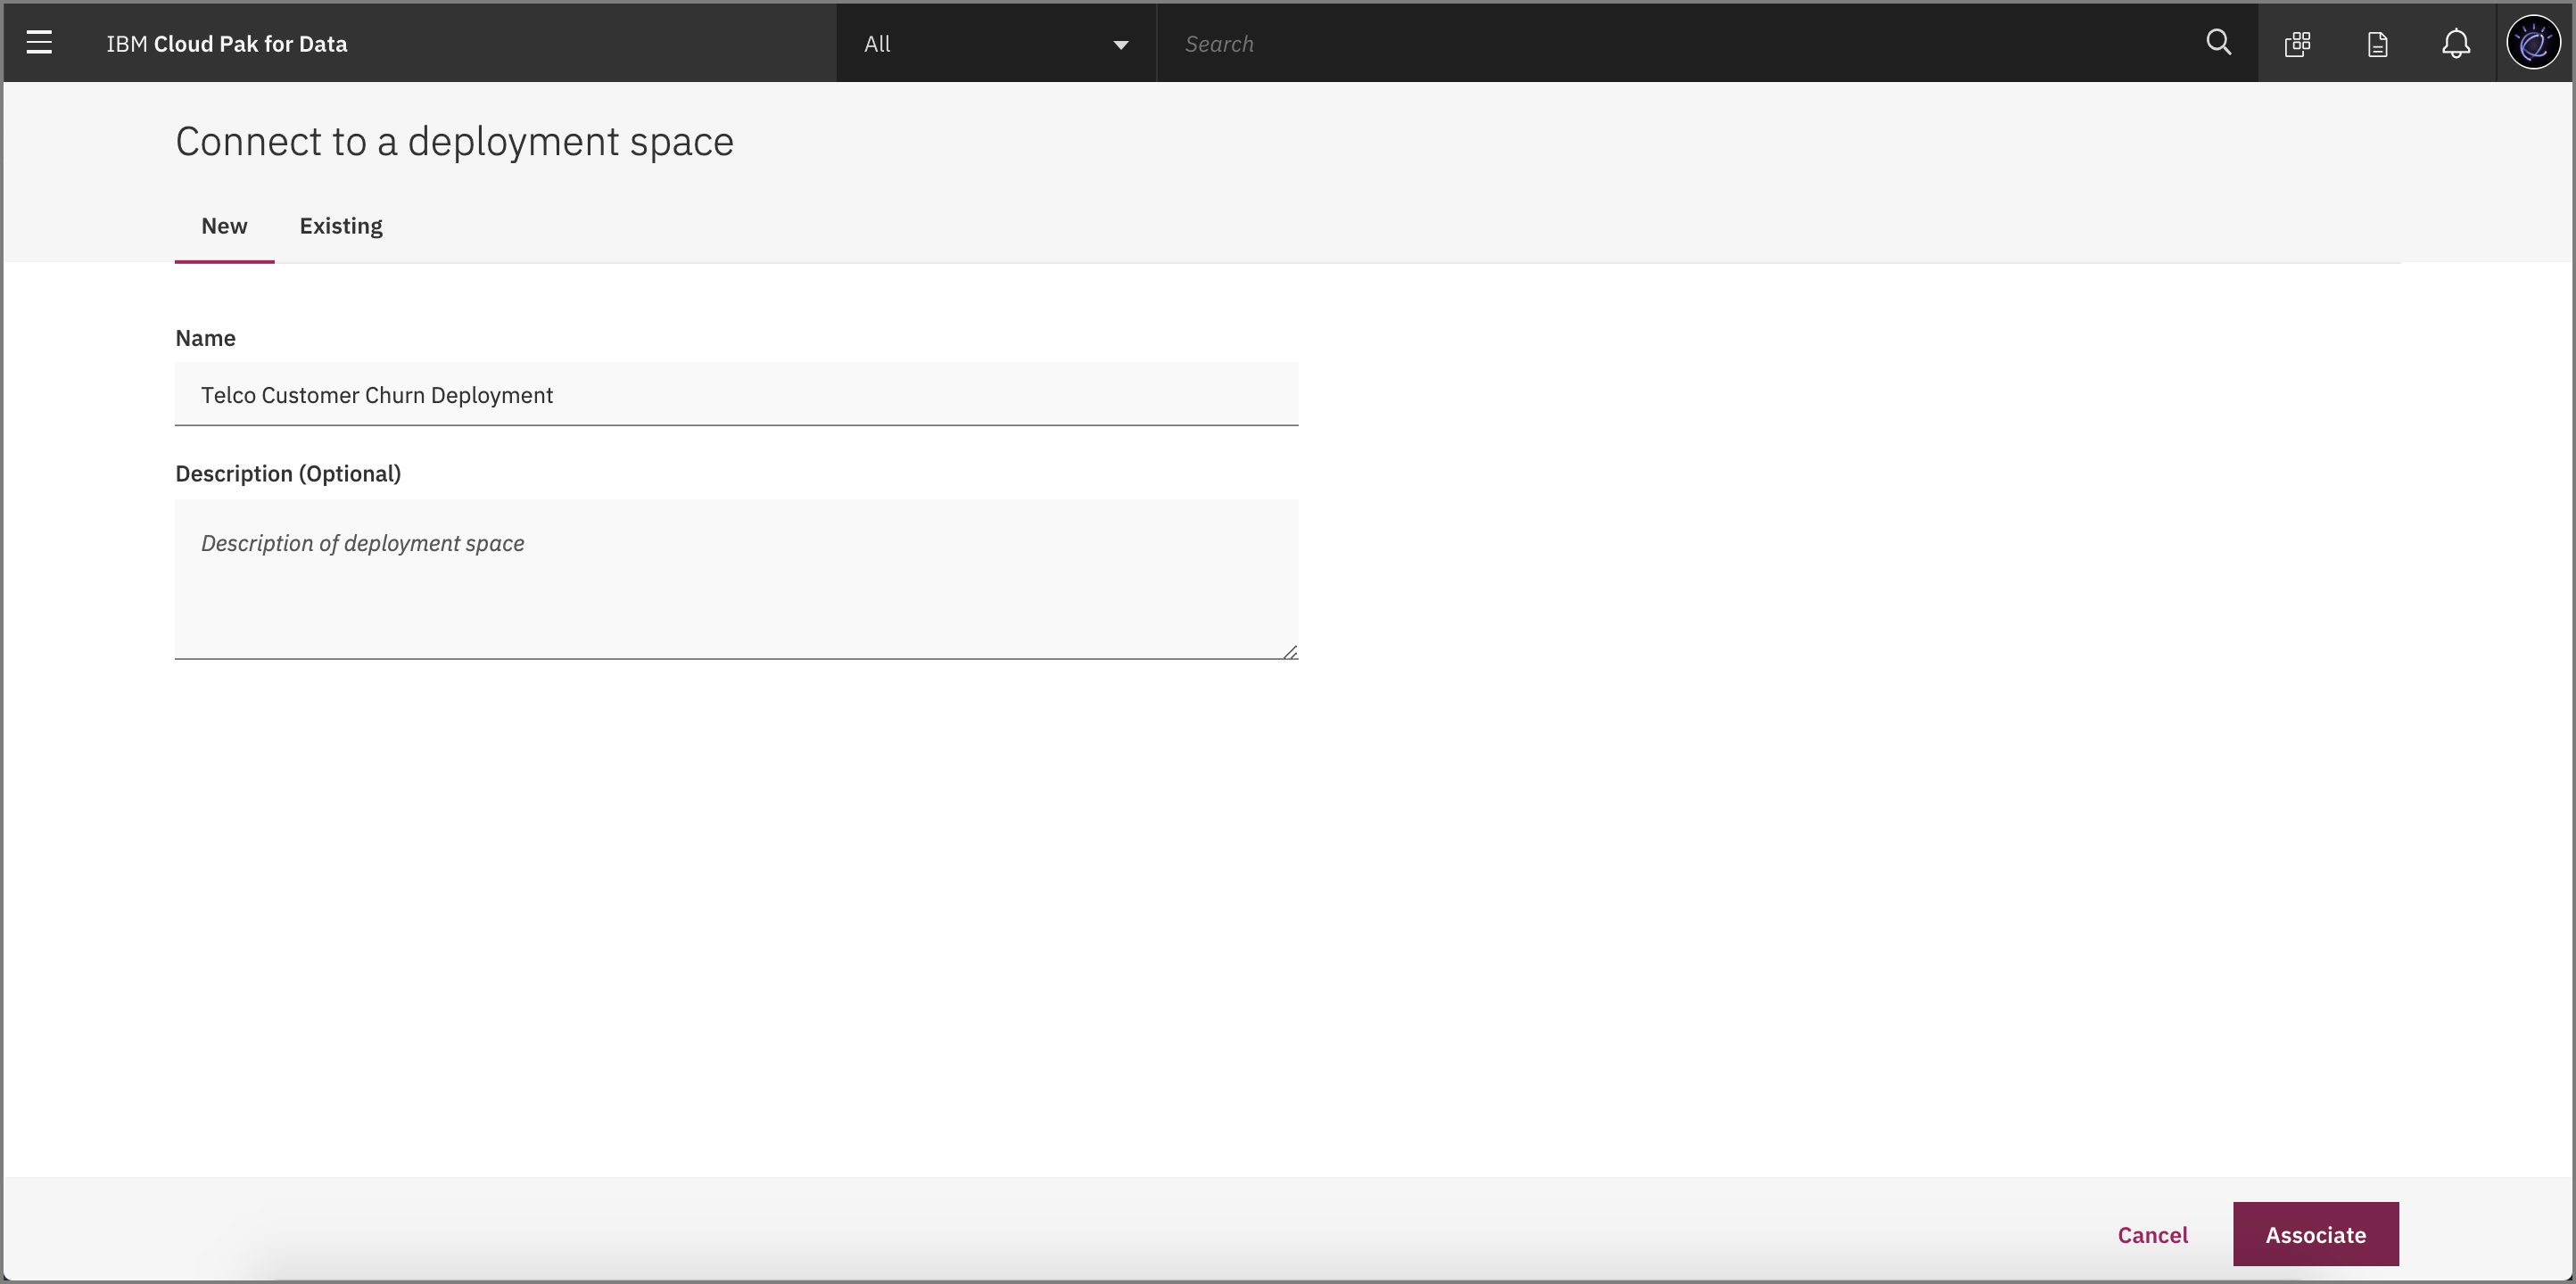 IBM Cloud Pak for Data
All
Search
Connect to a deployment space
New
Existing
Name
Telco Customer Churn Deployment
Description (Optional)
Description of deployment space
Cancel
Associate